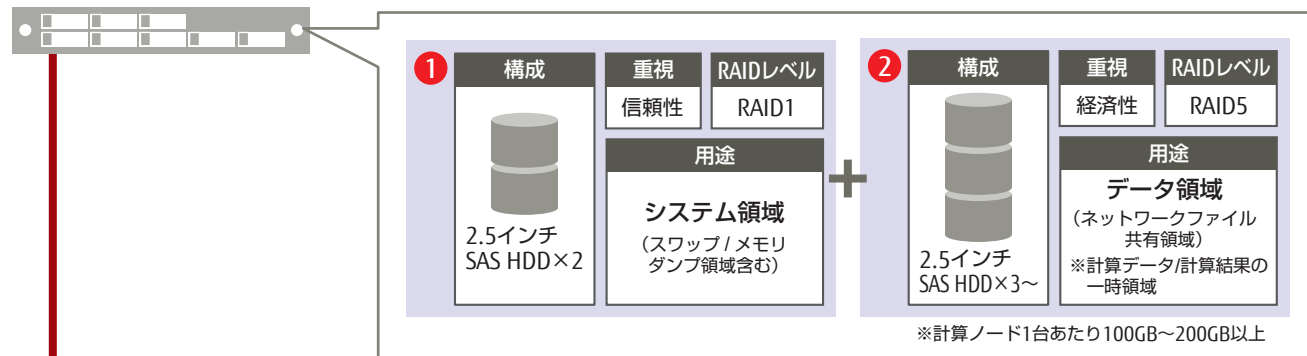 1
構成
2.5インチ
SAS HDD×2
重視
信頼性
RAIDレベル
RAID1
用途
システム領域
(スワップ / メモリ
ダンプ領域含む)
+
2
構成
2.5インチ
SAS HDD×3~
重視
経済性
RAIDレベル
RAID5
用途
データ領域
(ネットワークファイル
共有領域)
※計算データ/計算結果の
一時領域
※計算ノード1台あたり100GB~200GB以上